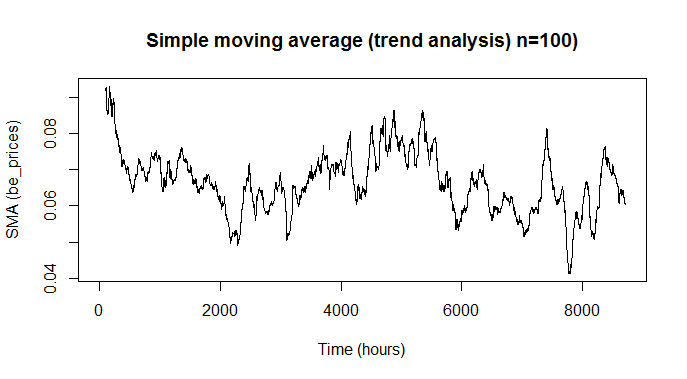 Simple moving average (trend analysis) n=100)
SMA (be_prices)
0.08
0.06
0.04
0 2000 4000 6000 8000
Time (hours)